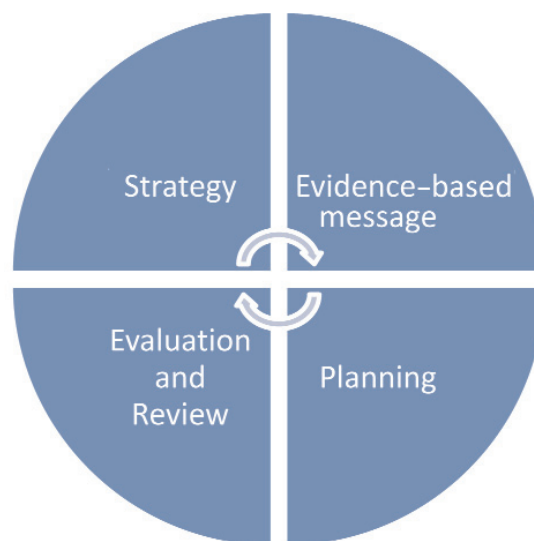 Strategy
Evidence-based
message
Evaluation
and
Review
Planning